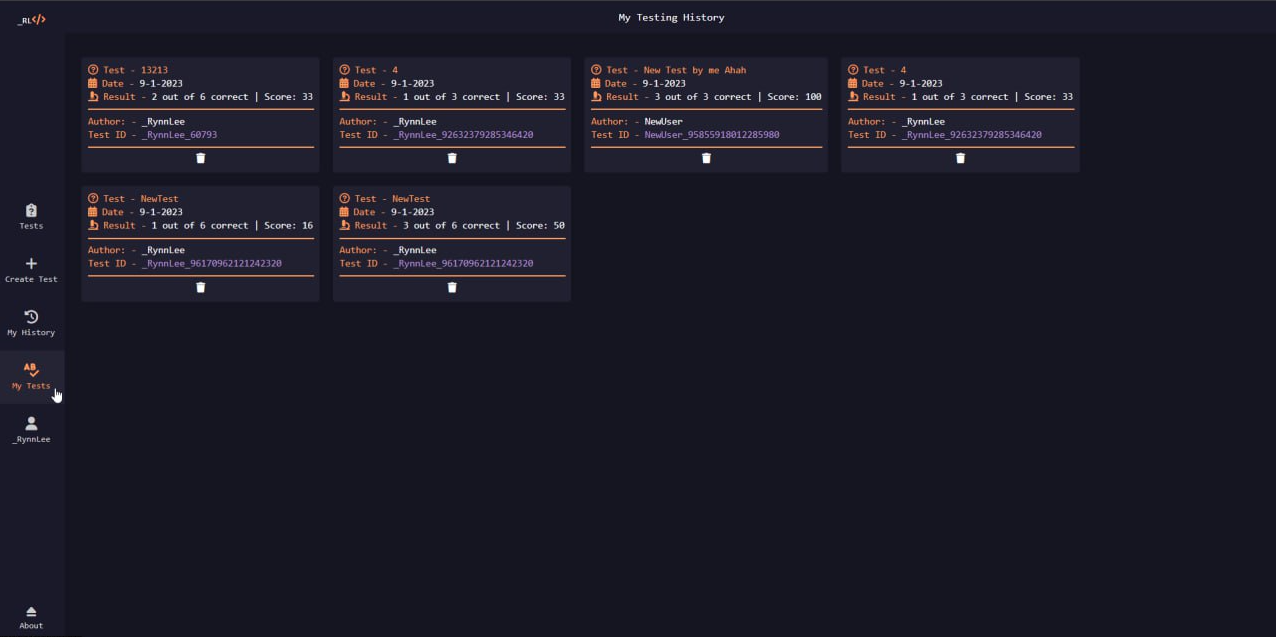 _RL</>
My Testing History
Test - 13213
Date - 9-1-2023
Result - 2 out of 6 correct | Score: 33
Author: - _RynnLee
Test ID - _RynnLee_60793
Test - 4
Date - 9-1-2023
Result - 1 out of 3 correct | Score: 33
Author: - _RynnLee
Test ID - _RynnLee_92632379285346420
Test - New Test by me Ahah
Date - 9-1-2023
Result - 3 out of 3 correct | Score: 100
Author: - NewUser
Test ID - NewUser_95855918012285980
Test - 4
Date - 9-1-2023
Result - 1 out of 3 correct | Score: 33
Author: - _RynnLee
Test ID - _RynnLee_92632379285346420
Test - NewTest
Date - 9-1-2023
Result - 1 out of 6 correct | Score: 16
Author: - _RynnLee
Test ID - _RynnLee_96170962121242320
Test - NewTest
Date - 9-1-2023
Result - 3 out of 6 correct | Score: 50
Author: - _RynnLee
Test ID - _RynnLee_96170962121242320
Tests
Create Test
My History
AB
My Tests
_RynnLee
About